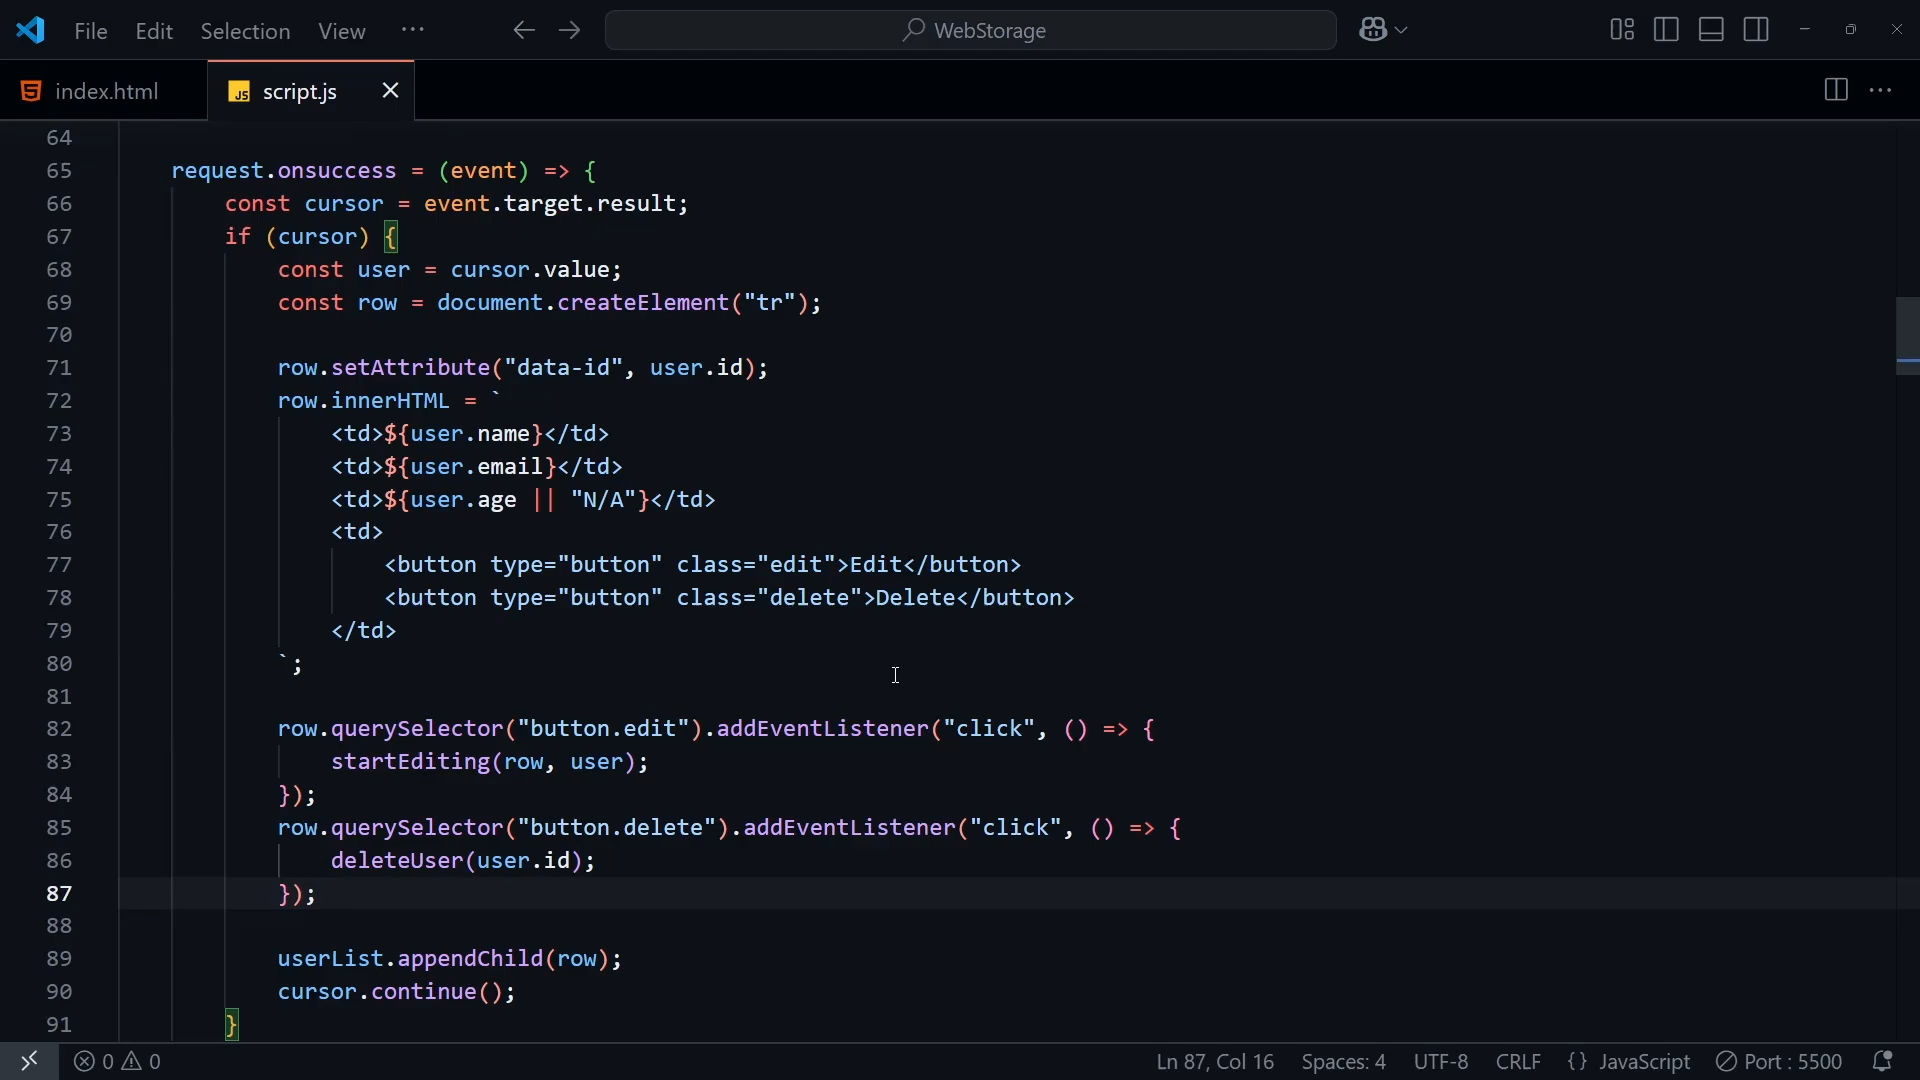 File Edit Selection View ··· WebStorage
index.html script.js
64
65 request.onsuccess = (event) => {
66 const cursor = event.target.result;
67 if (cursor) {
68 const user = cursor.value;
69 const row = document.createElement("tr");
70
71 row.setAttribute("data-id", user.id);
72 row.innerHTML = `
73 <td>${user.name}</td>
74 <td>${user.email}</td>
75 <td>${user.age || "N/A"}</td>
76 <td>
77 <button type="button" class="edit">Edit</button>
78 <button type="button" class="delete">Delete</button>
79 </td>
80 `;
81
82 row.querySelector("button.edit").addEventListener("click", () => {
83 startEditing(row, user);
84 });
85 row.querySelector("button.delete").addEventListener("click", () => {
86 deleteUser(user.id);
87 });
88
89 userList.appendChild(row);
90 cursor.continue();
91 }
0 0 Ln 87, Col 16 Spaces: 4 UTF-8 CRLF {} JavaScript Port : 5500